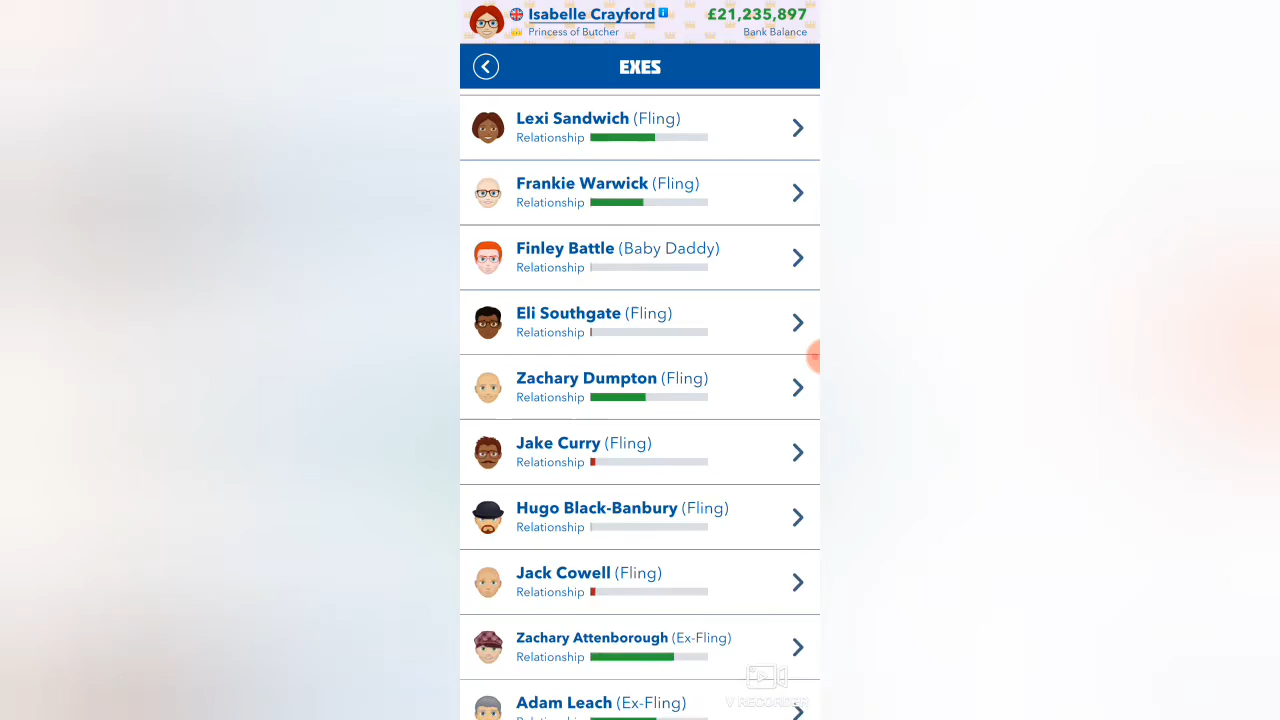 Isabelle Crayford i £21,235,897
Princess of Butcher Bank Balance
EXES
Lexi Sandwich (Fling)
Relationship
Frankie Warwick (Fling)
Relationship
Finley Battle (Baby Daddy)
Relationship
Eli Southgate (Fling)
Relationship
Zachary Dumpton (Fling)
Relationship
Jake Curry (Fling)
Relationship
Hugo Black-Banbury (Fling)
Relationship
Jack Cowell (Fling)
Relationship
Zachary Attenborough (Ex-Fling)
Relationship
V RECORDER
Adam Leach (Ex-Fling)
Relationship